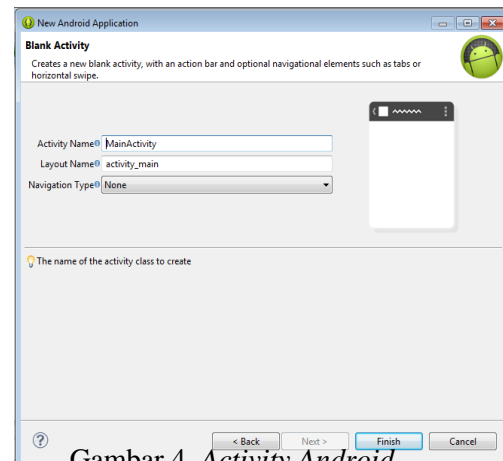 New Android Application
Blank Activity
Creates a new blank activity, with an action bar and optional navigational elements such as tabs or
horizontal swipe.
Activity Name MainActivity
Layout Name activity_main
Navigation Type None
The name of the activity class to create
< Back Next > Finish Cancel
Gambar 4. Activity Android